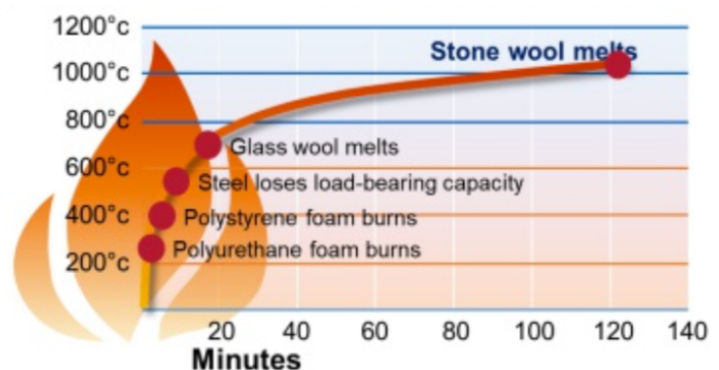 1200°c
Stone wool melts
1000°c
800°c
Glass wool melts
600°c
Steel loses load-bearing capacity
400°c
Polystyrene foam burns
Polyurethane foam burns
200°c
20 40 60 80 100 120 140
Minutes